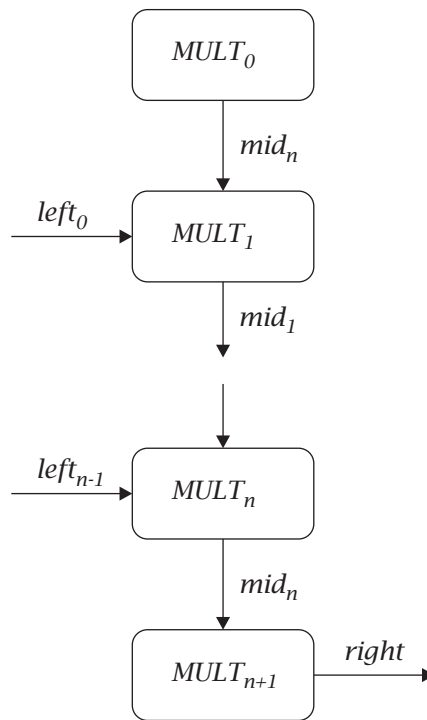 MULT₀
midₙ
left₀
MULT₁
mid₁
leftₙ₋₁
MULTₙ
midₙ
right
MULTₙ₊₁